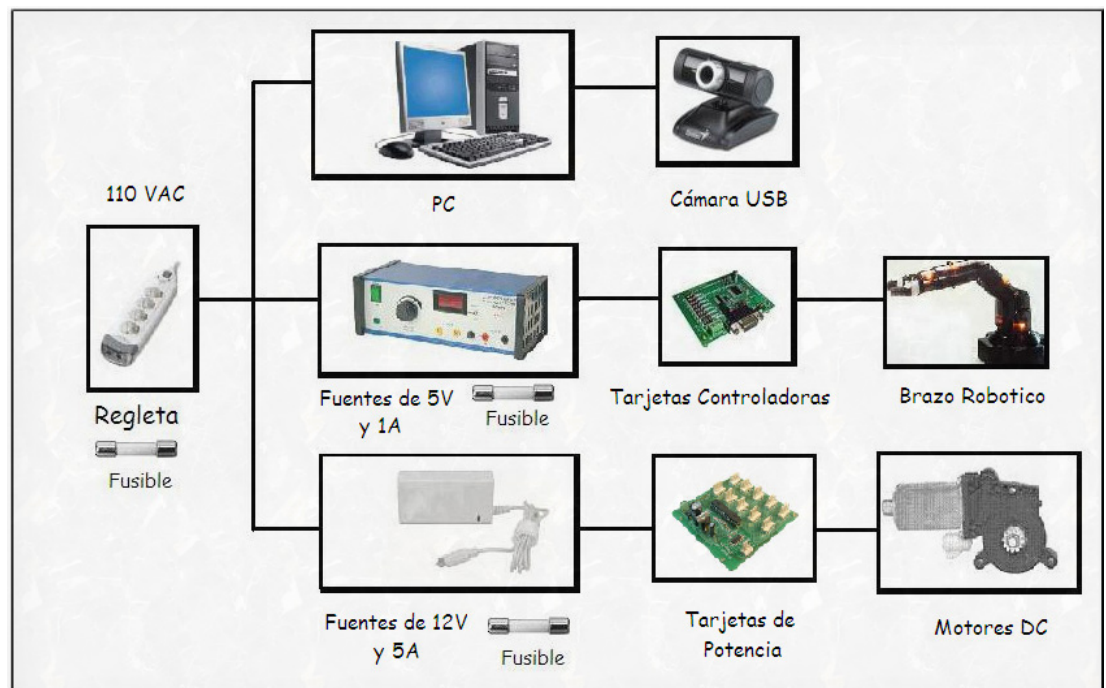 110 VAC
PC
Cámara USB
Regleta
Fusible
Fuentes de 5V
y 1A
Fusible
Tarjetas Controladoras
Brazo Robotico
Fuentes de 12V
y 5A
Fusible
Tarjetas de
Potencia
Motores DC